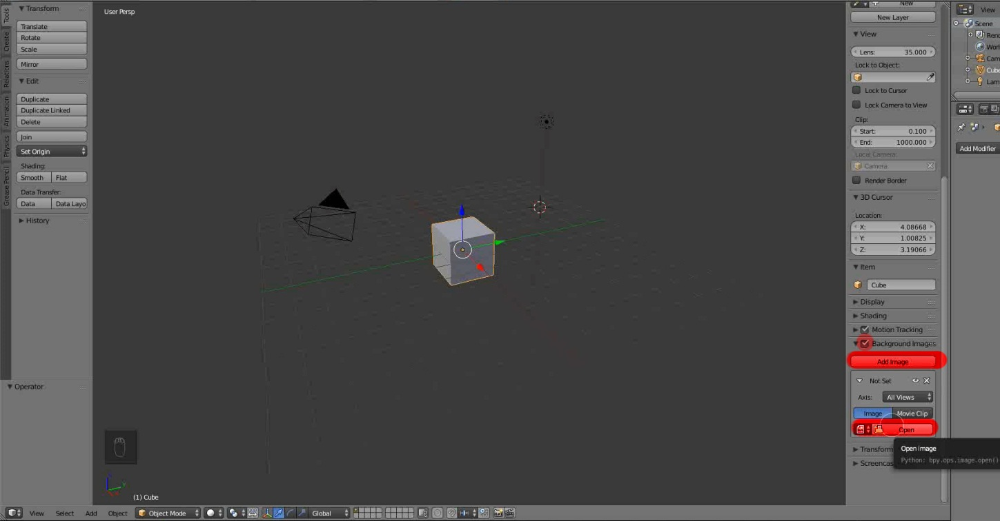 Tools
Create
Relations
Animation
Physics
Grease Pencil
Transform
Translate
Rotate
Scale
Mirror
Edit
Duplicate
Duplicate Linked
Delete
Join
Set Origin
Shading:
Smooth Flat
Data Transfer:
Data Data Layo
History
Operator
User Persp
(1) Cube
View Select Add Object Object Mode Global
New
New Layer
View
Lens: 35.000
Lock to Object:
Lock to Cursor
Lock Camera to View
Clip:
Start: 0.100
End: 1000.000
Local Camera:
Camera
Render Border
3D Cursor
Location:
X: 4.08668
Y: 1.00825
Z: 3.19066
Item
Cube
Display
Shading
Motion Tracking
Background Images
Add Image
Not Set
Axis: All Views
Image Movie Clip
Open
Transform
Screencas
Open image
Python: bpy.ops.image.open()
View
Scene
Rend
Worl
Cam
Cube
Lam
Add Modifier